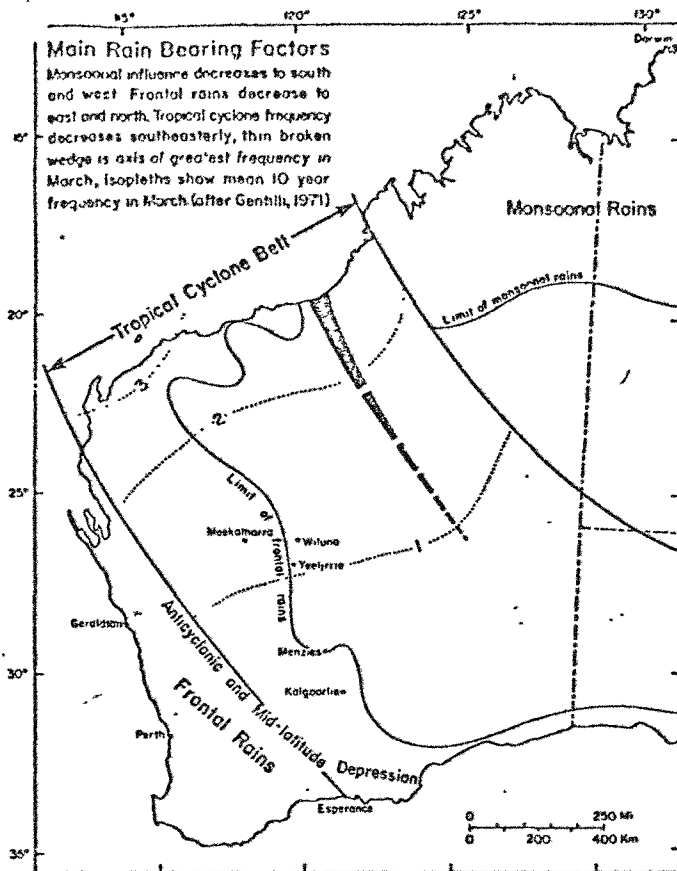 115° 120° 125° 130°
Darwin
Main Rain Bearing Factors
Monsoonal influence decreases to south
and west. Frontal rains decrease to
east and north. Tropical cyclone frequency
decreases southeasterly, thin broken
wedge is axis of greatest frequency in
March, isopleths show mean 10 year
frequency in March (after Gentilli, 1971)
15°
Monsoonal Rains
Tropical Cyclone Belt
Limit of monsoonal rains
20°
3
2
25°
Limit of frontal rains
Meekatharra
Wiluna
1
Yeelirrie
Anticyclonic and Mid-latitude Depression
Geraldton
Frontal Rains
Menzies
30°
Kalgoorlie
Perth
Esperance
0 250 Mi
0 200 400 Km
35°